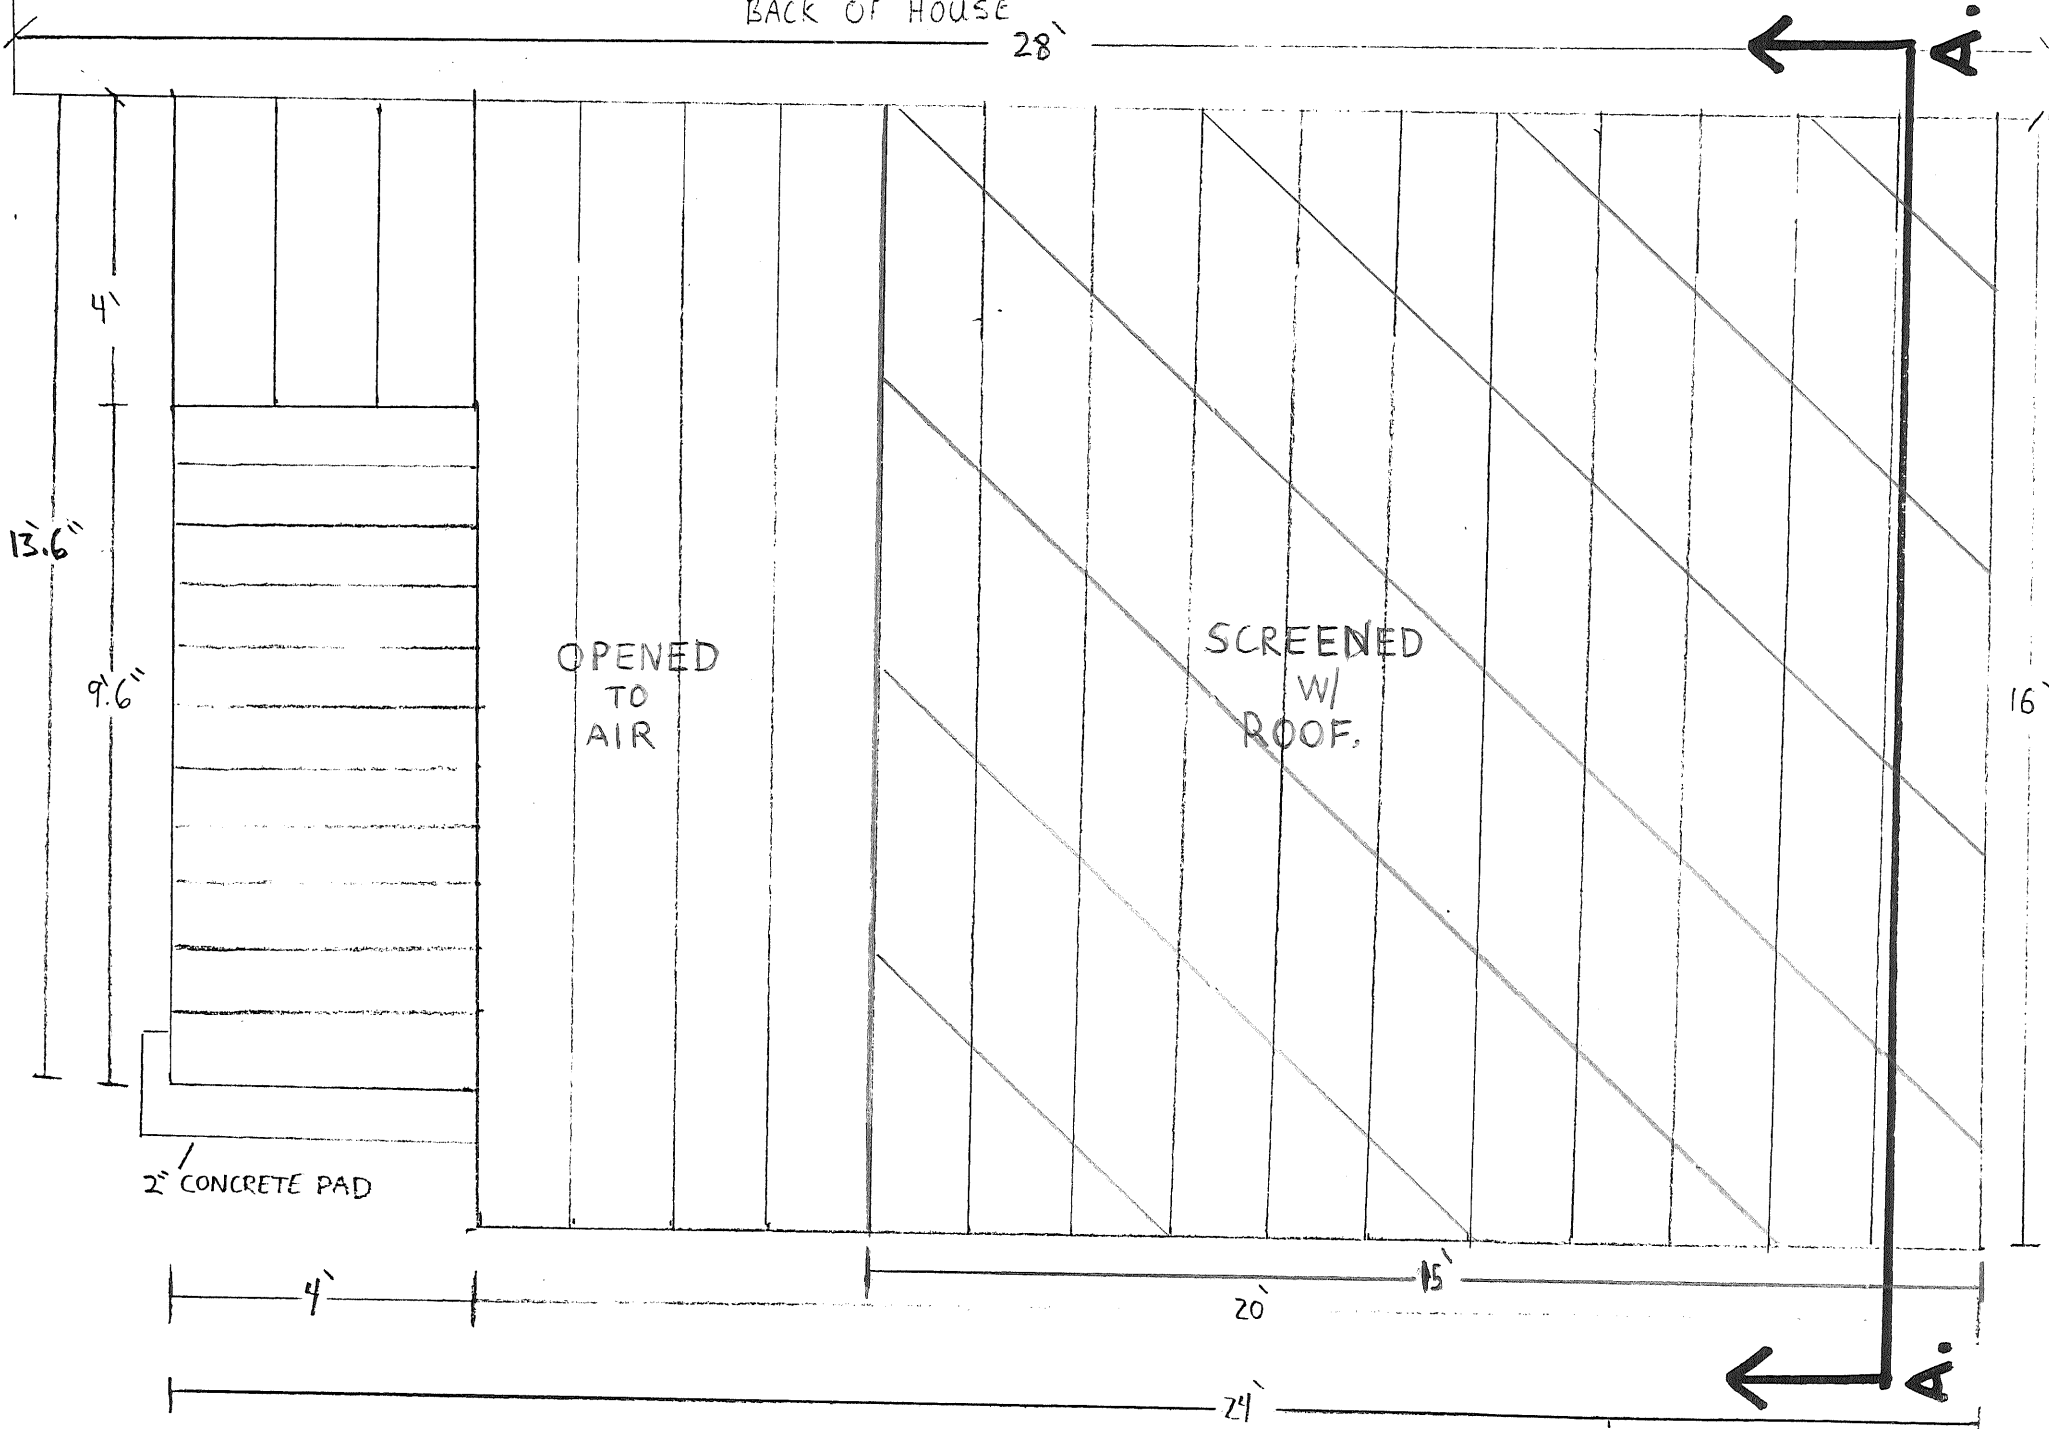 BACK OF HOUSE
28'
A.
4'
13'.6"
9'.6"
OPENED
TO
AIR
SCREENED
W/
ROOF.
16'
2" CONCRETE PAD
15'
4'
20'
A.
24'